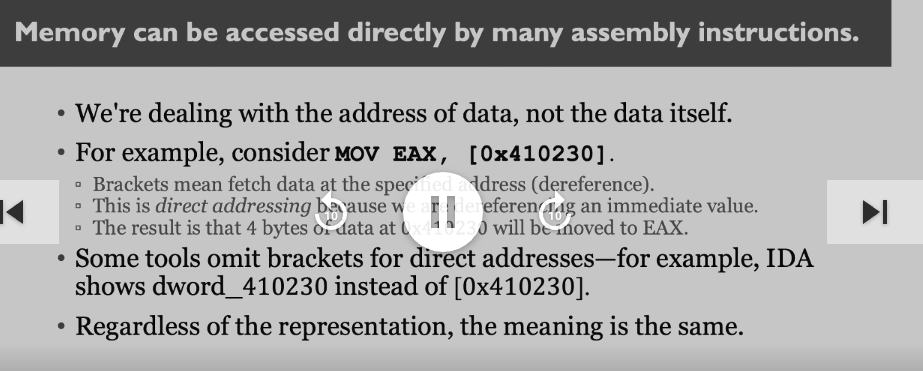 Memory can be accessed directly by many assembly instructions.
• We're dealing with the address of data, not the data itself.
• For example, consider MOV EAX, [0x410230].
▫ Brackets mean fetch data at the specified address (dereference).
▫ This is direct addressing because we are dereferencing an immediate value.
▫ The result is that 4 bytes of data at 0x410230 will be moved to EAX.
10
10
• Some tools omit brackets for direct addresses—for example, IDA
shows dword_410230 instead of [0x410230].
• Regardless of the representation, the meaning is the same.